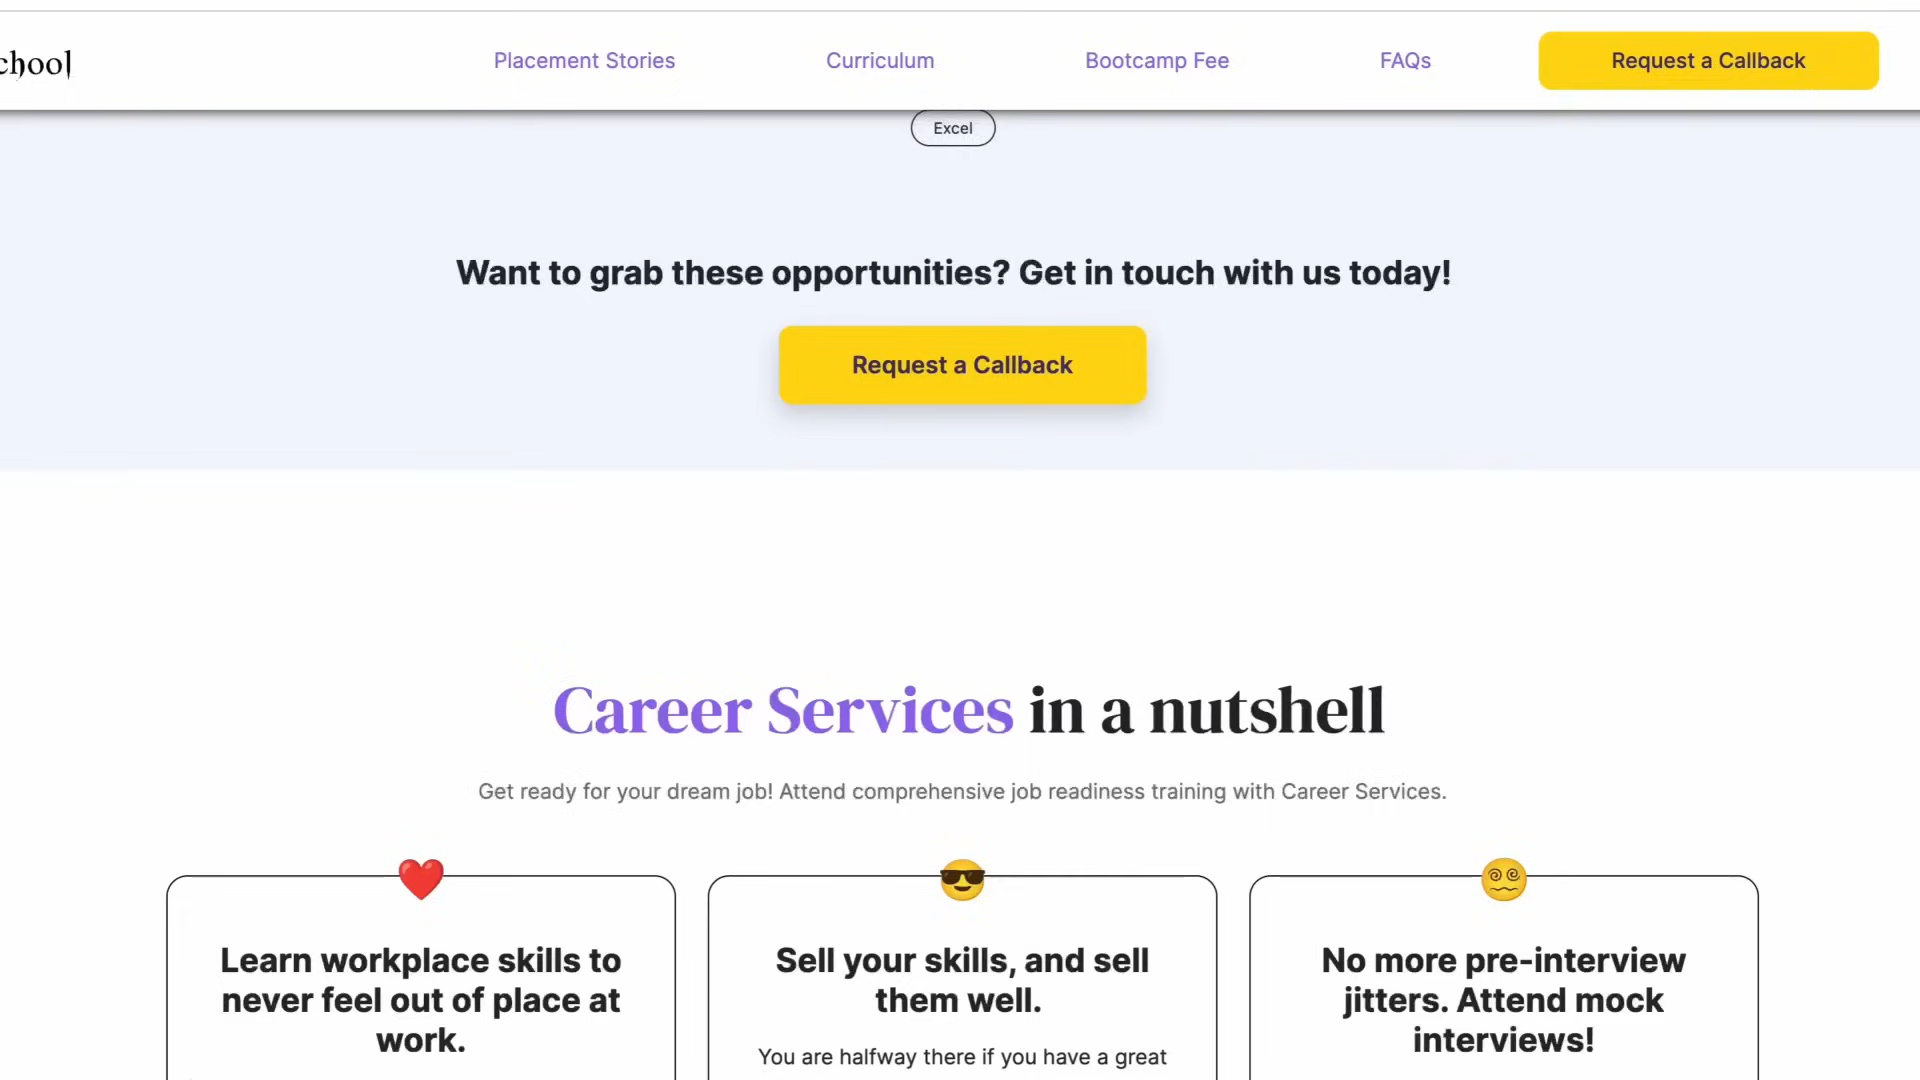 chool
Placement Stories
Curriculum
Bootcamp Fee
FAQs
Request a Callback
Excel
Want to grab these opportunities? Get in touch with us today!
Request a Callback
Career Services in a nutshell
Get ready for your dream job! Attend comprehensive job readiness training with Career Services.
Learn workplace skills to
never feel out of place at
work.
Sell your skills, and sell
them well.
You are halfway there if you have a great
No more pre-interview
jitters. Attend mock
interviews!